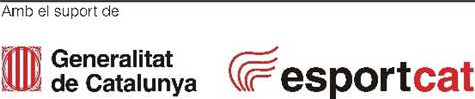 Amb el suport de
Generalitat
de Catalunya
esportcat